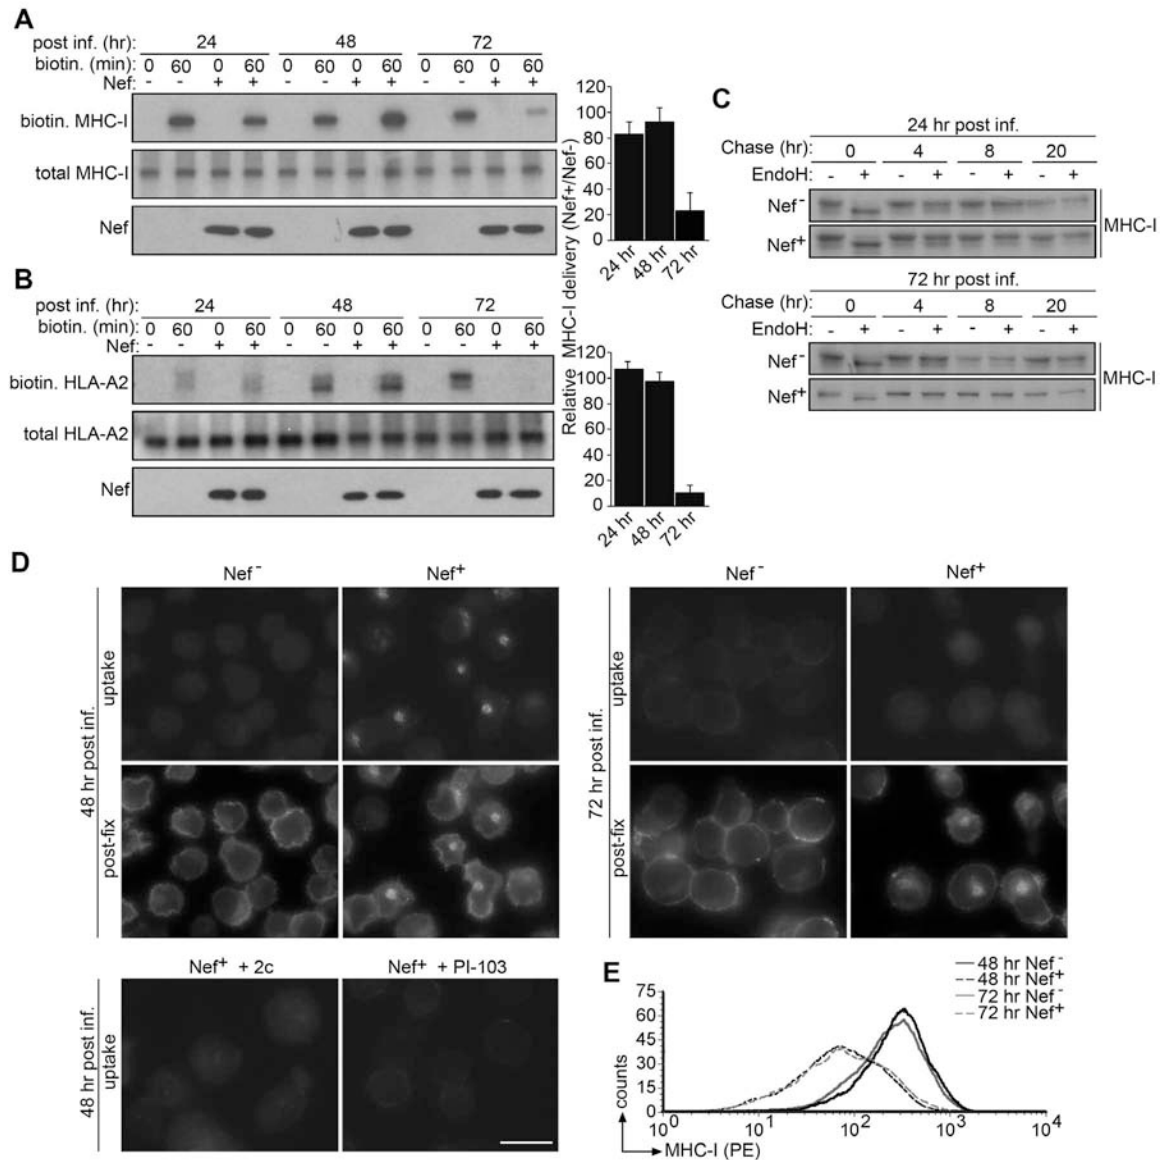 A
post inf. (hr): 24 48 72
biotin. (min): 0 60 0 60 0 60 0 60 0 60 0 60
Nef: - - + + - - + + - - + +
biotin. MHC-I
total MHC-I
Nef
120
100
80
60
40
20
0
24 hr
48 hr
72 hr
B
post inf. (hr): 24 48 72
biotin. (min): 0 60 0 60 0 60 0 60 0 60 0 60
Nef: - - + + - - + + - - + +
biotin. HLA-A2
total HLA-A2
Nef
Relative MHC-I delivery (Nef+/Nef-)
120
100
80
60
40
20
0
24 hr
48 hr
72 hr
C
24 hr post inf.
Chase (hr): 0 4 8 20
EndoH: - + - + - + - +
Nef⁻
Nef⁺
MHC-I
72 hr post inf.
Chase (hr): 0 4 8 20
EndoH: - + - + - + - +
Nef⁻
Nef⁺
MHC-I
D
Nef⁻ Nef⁺
48 hr post inf.
uptake
post-fix
Nef⁻ Nef⁺
72 hr post inf.
uptake
post-fix
Nef⁺ + 2c Nef⁺ + PI-103
48 hr post inf.
uptake
E
48 hr Nef⁻
48 hr Nef⁺
72 hr Nef⁻
72 hr Nef⁺
75
60
45
30
15
0
counts
10⁰ 10¹ 10² 10³ 10⁴
MHC-I (PE)